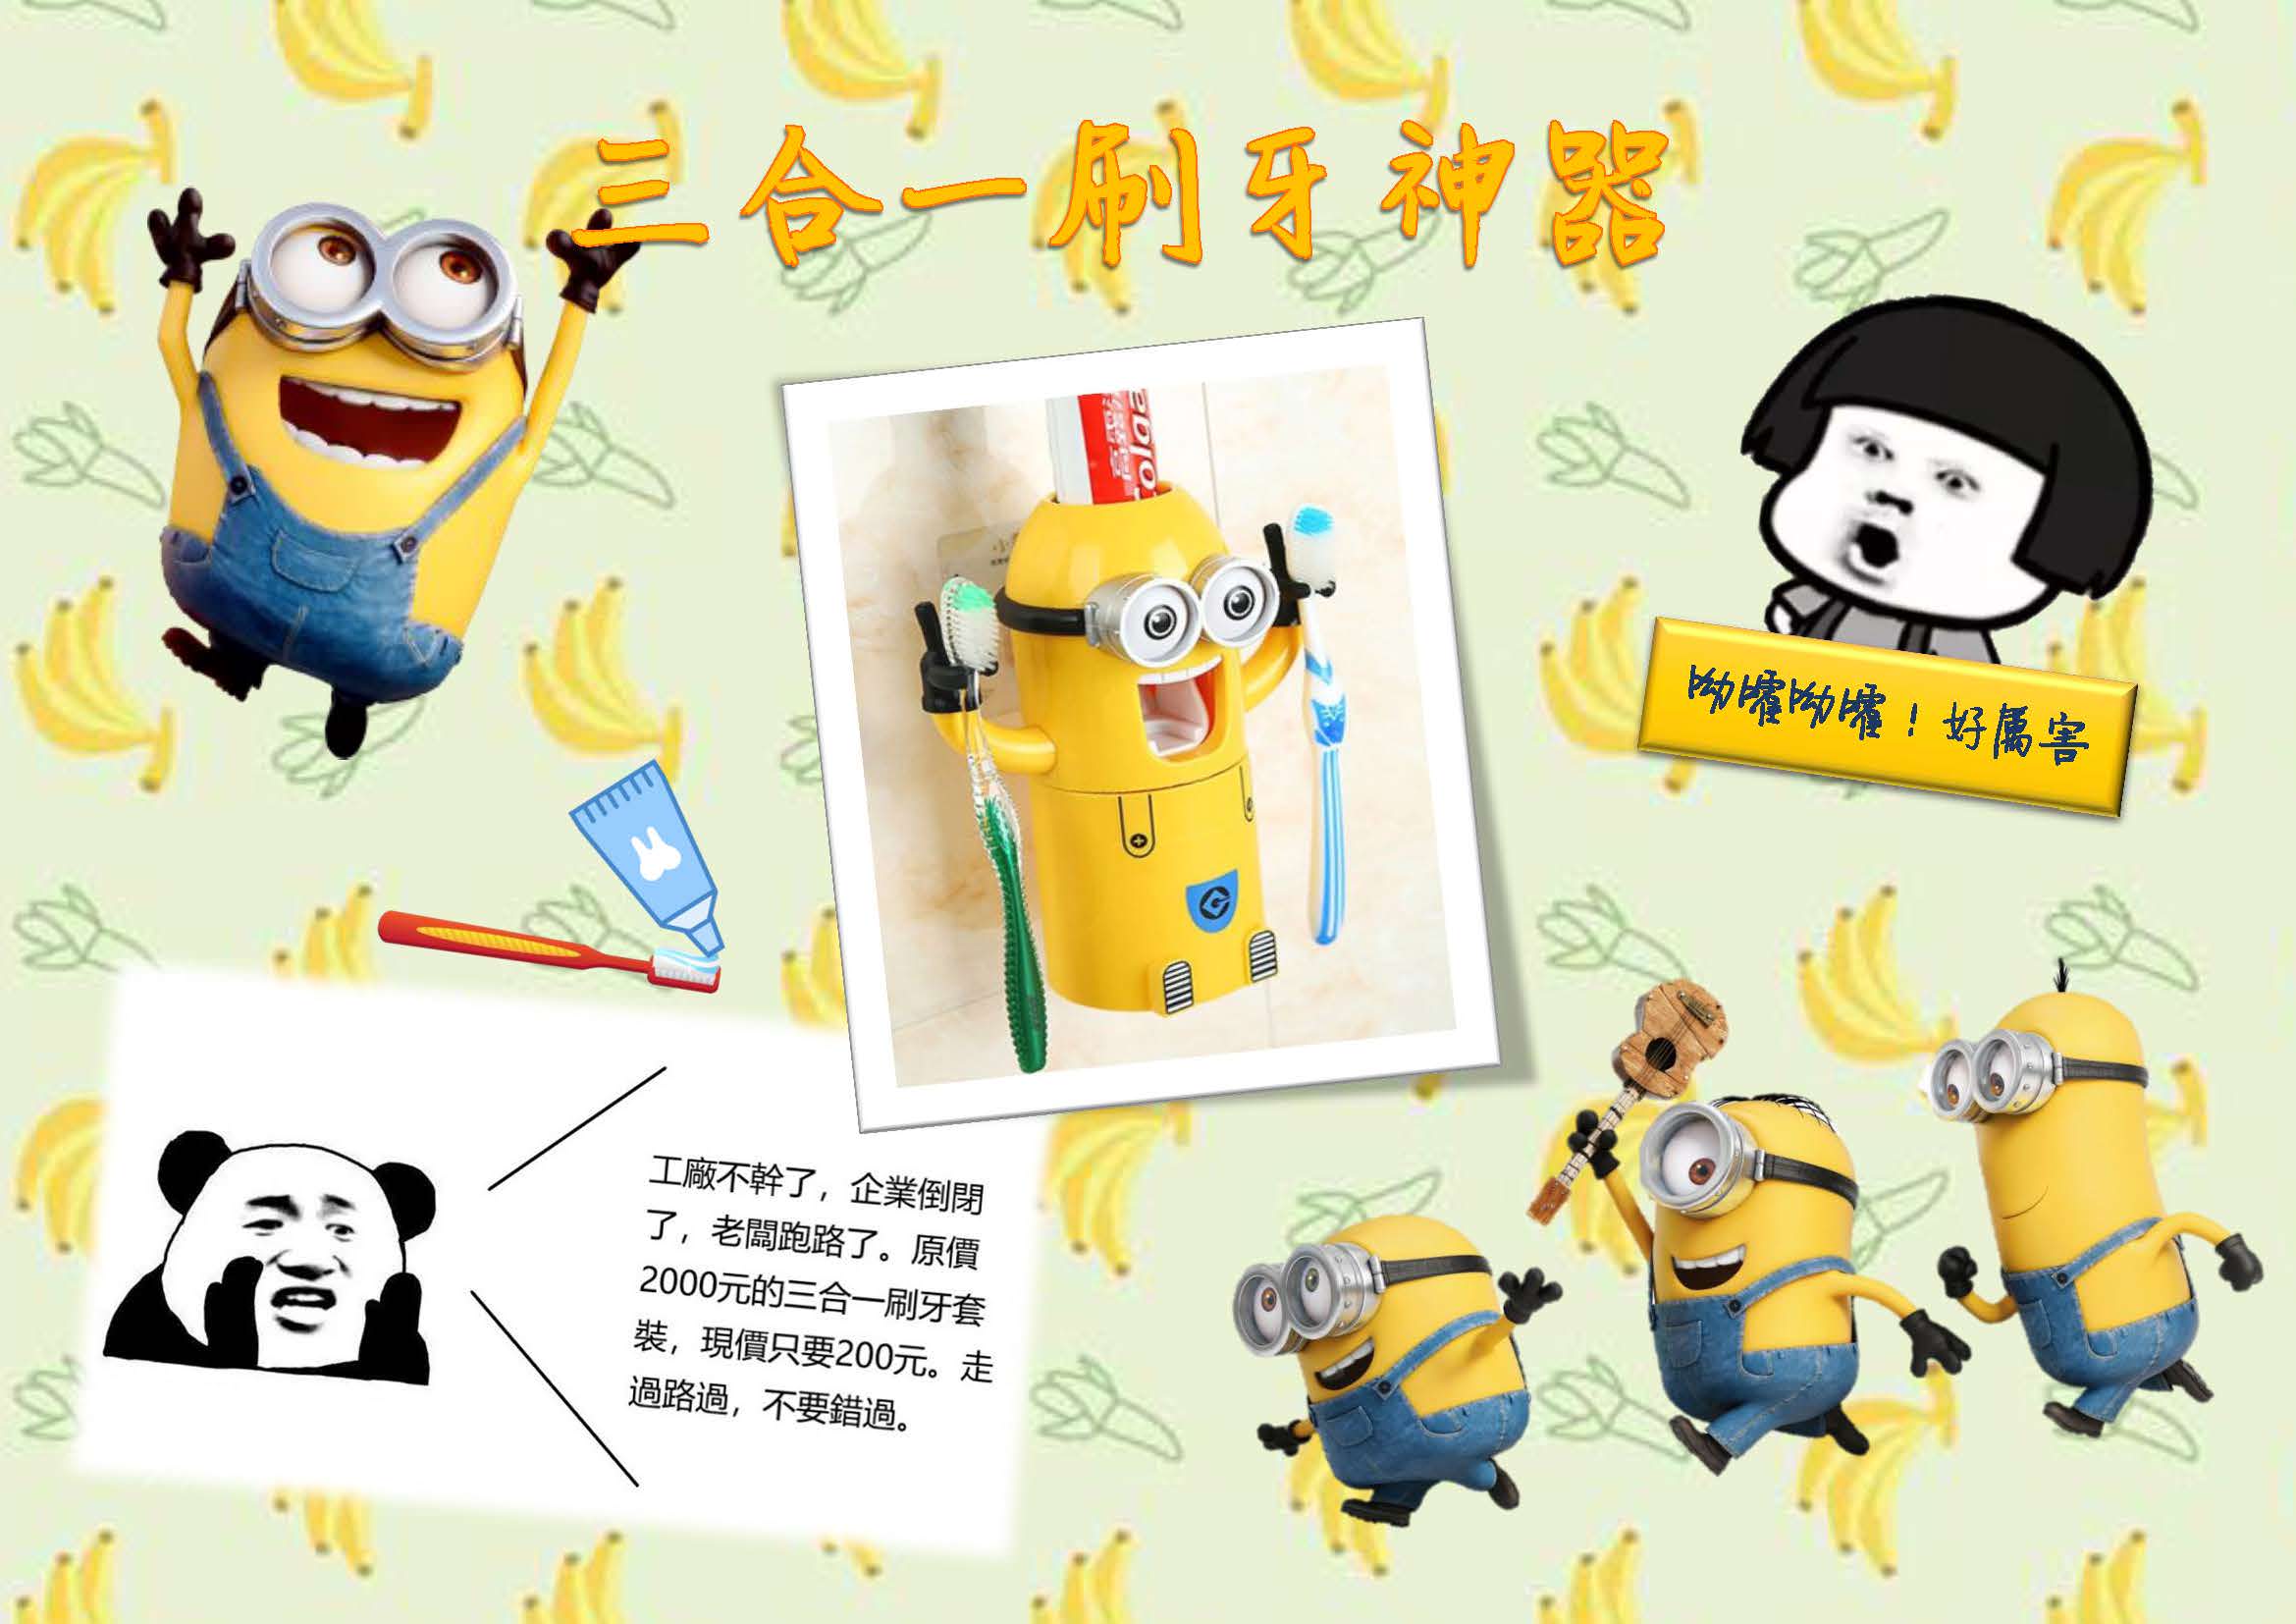 三合一刷牙神器
呦嚯呦嚯！好厲害
工廠不幹了，企業倒閉
了，老闆跑路了。原價
2000元的三合一刷牙套
裝，現價只要200元。走
過路過，不要錯過。